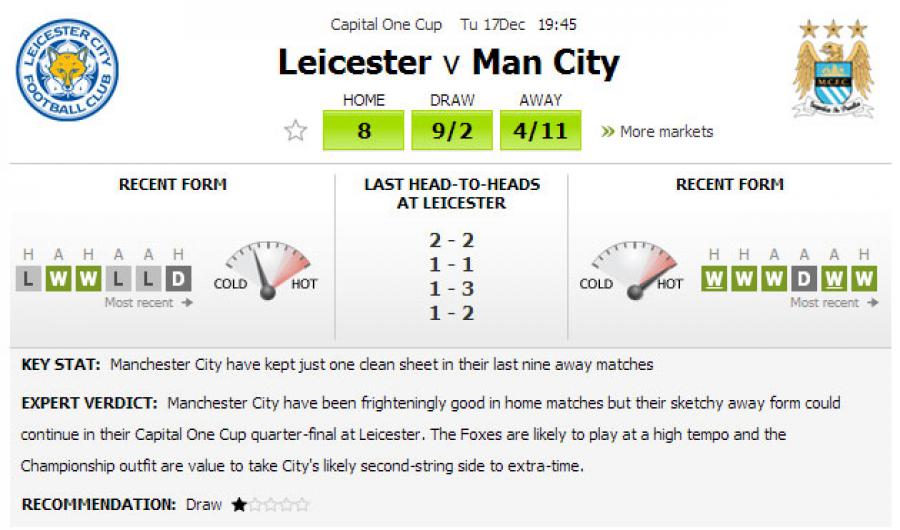 Capital One Cup Tu 17Dec 19:45
Leicester v Man City
HOME DRAW AWAY
8 9/2 4/11 » More markets
LEICESTER CITY
FOOTBALL CLUB
M.C.F.C.
RECENT FORM
H A H A A H
L W W L L D
Most recent →
COLD HOT
LAST HEAD-TO-HEADS
AT LEICESTER
2 - 2
1 - 1
1 - 3
1 - 2
RECENT FORM
COLD HOT
H H A A A H
W W W D W W
Most recent →
KEY STAT: Manchester City have kept just one clean sheet in their last nine away matches
EXPERT VERDICT: Manchester City have been frighteningly good in home matches but their sketchy away form could
continue in their Capital One Cup quarter-final at Leicester. The Foxes are likely to play at a high tempo and the
Championship outfit are value to take City's likely second-string side to extra-time.
RECOMMENDATION: Draw